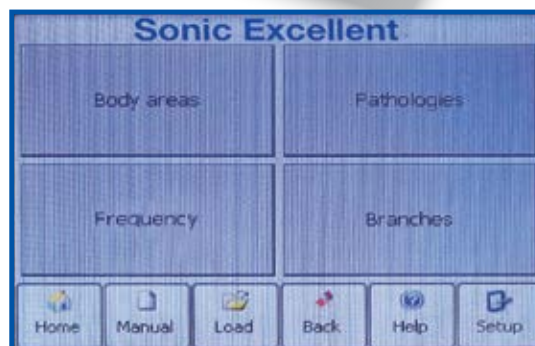 Sonic Excellent
Body areas Pathologies
Frequency Branches
Home Manual Load Back Help Setup